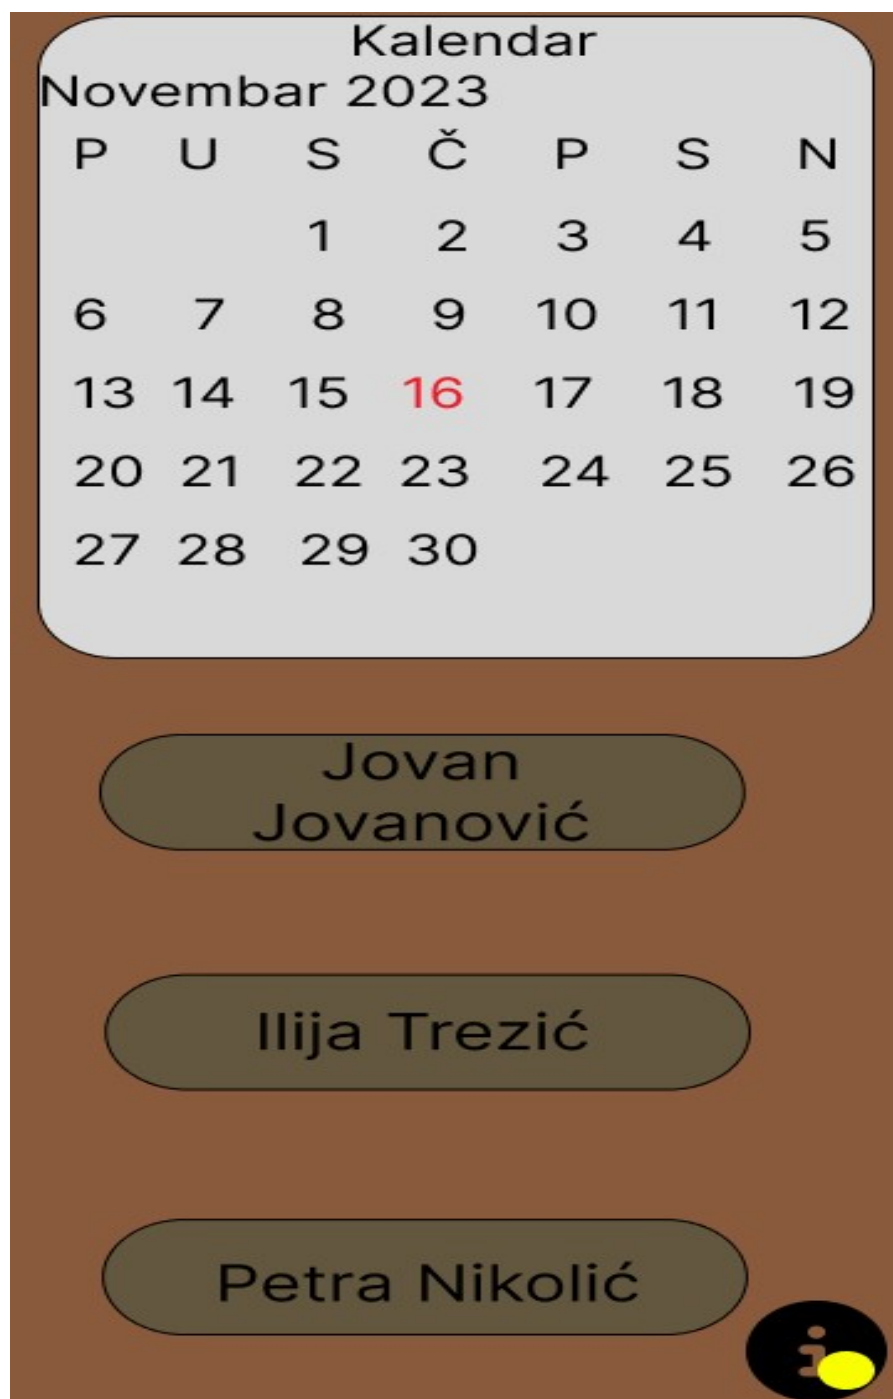 Kalendar
Novembar 2023
P U S Č P S N
1 2 3 4 5
6 7 8 9 10 11 12
13 14 15 16 17 18 19
20 21 22 23 24 25 26
27 28 29 30
Jovan
Jovanović
Ilija Trezić
Petra Nikolić
i